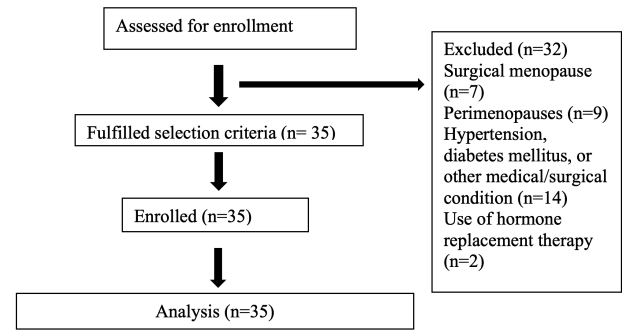 Assessed for enrollment
Excluded (n=32)
Surgical menopause
(n=7)
Perimenopauses (n=9)
Hypertension,
diabetes mellitus, or
other medical/surgical
condition (n=14)
Use of hormone
replacement therapy
(n=2)
Fulfilled selection criteria (n= 35)
Enrolled (n=35)
Analysis (n=35)